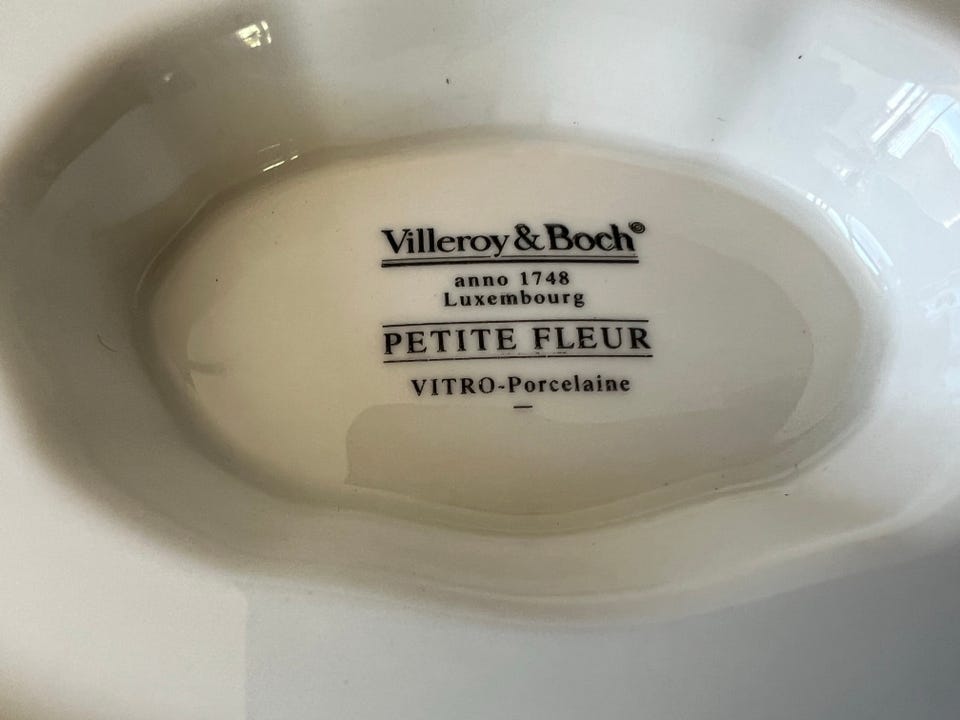 Villeroy & Boch®
anno 1748
Luxembourg
PETITE FLEUR
VITRO-Porcelaine